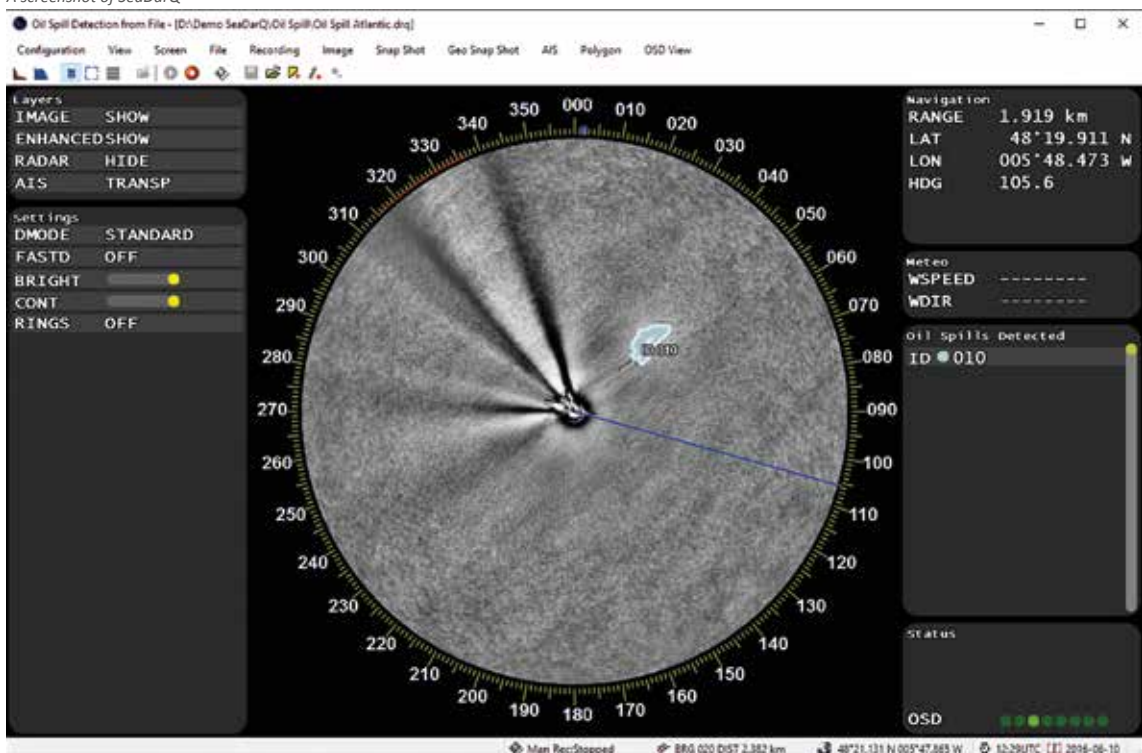 A screenshot of SeaDarQ
Oil Spill Detection from File - [D:\Demo SeaDarQ\Oil Spill\Oil Spill Atlantic.drq]
Configuration View Screen File Recording Image Snap Shot Geo Snap Shot AIS Polygon OSD View
Layers
IMAGE SHOW
ENHANCED SHOW
RADAR HIDE
AIS TRANSP
Settings
DMODE STANDARD
FASTD OFF
BRIGHT
CONT
RINGS OFF
000
010
020
030
040
050
060
070
080
090
100
110
120
130
140
150
160
170
180
190
200
210
220
230
240
250
260
270
280
290
300
310
320
330
340
350
ID 010
Navigation
RANGE 1.919 km
LAT 48°19.911 N
LON 005°48.473 W
HDG 105.6
Meteo
WSPEED --------
WDIR --------
Oil Spills Detected
ID 010
Status
OSD
Man Rec:Stopped BRG 020 DIST 2.382 km 48°21.131 N 005°47.865 W 12:29UTC 2016-06-10